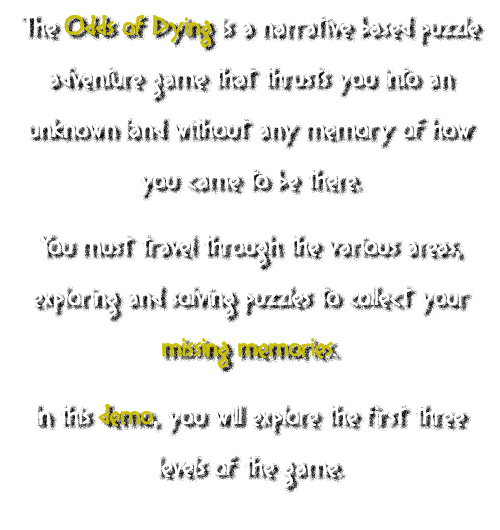 The Odds of Dying is a narrative based puzzle
adventure game that thrusts you into an
unknown land without any memory of how
you came to be there.
You must travel through the various areas,
exploring and solving puzzles to collect your
missing memories.
In this demo, you will explore the first three
levels of the game.